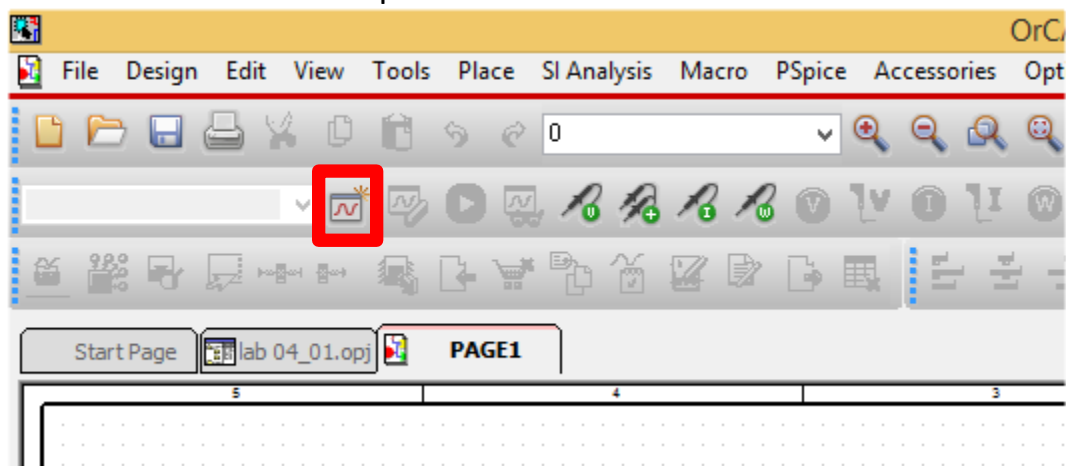 OrCA
File Design Edit View Tools Place SI Analysis Macro PSpice Accessories Opt
0
V I W V V I I W
Start Page lab 04_01.opj PAGE1
5 4 3